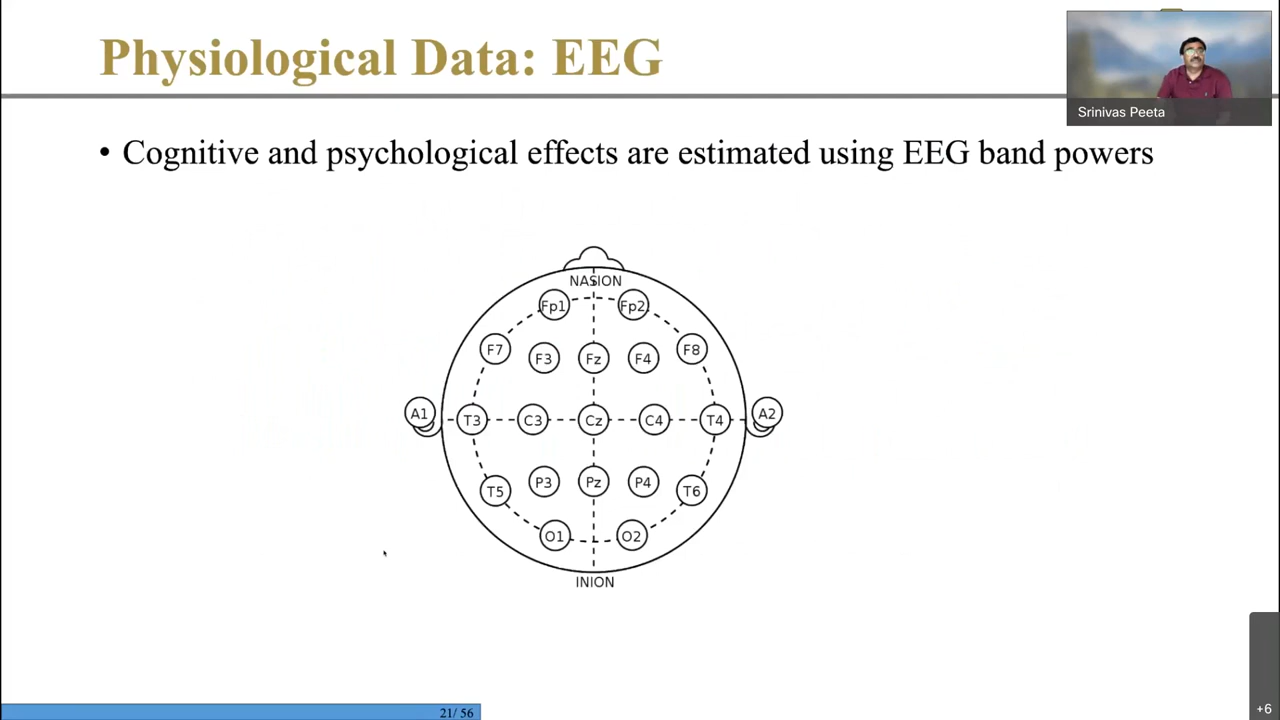 Physiological Data: EEG
Srinivas Peeta
• Cognitive and psychological effects are estimated using EEG band powers
NASION
Fp1 Fp2
F7 F3 Fz F4 F8
A1 T3 C3 Cz C4 T4 A2
T5 P3 Pz P4 T6
O1 O2
INION
21/ 56
+6